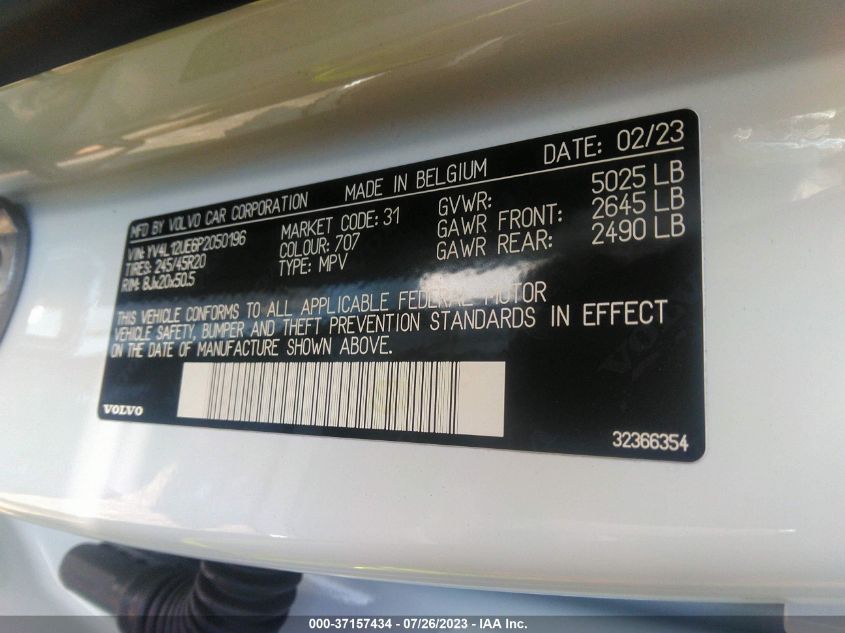 MFD BY VOLVO CAR CORPORATION MADE IN BELGIUM DATE: 02/23
VIN: YV4L12UE6P2050196 MARKET CODE: 31 GVWR: 5025 LB
TIRES: 245/45R20 COLOUR: 707 GAWR FRONT: 2645 LB
RIM: 8Jx20x50.5 TYPE: MPV GAWR REAR: 2490 LB
THIS VEHICLE CONFORMS TO ALL APPLICABLE FEDERAL MOTOR
VEHICLE SAFETY, BUMPER AND THEFT PREVENTION STANDARDS IN EFFECT
ON THE DATE OF MANUFACTURE SHOWN ABOVE.
VOLVO
32366354
000-37157434 / 07/26/2023 - IAA Inc.